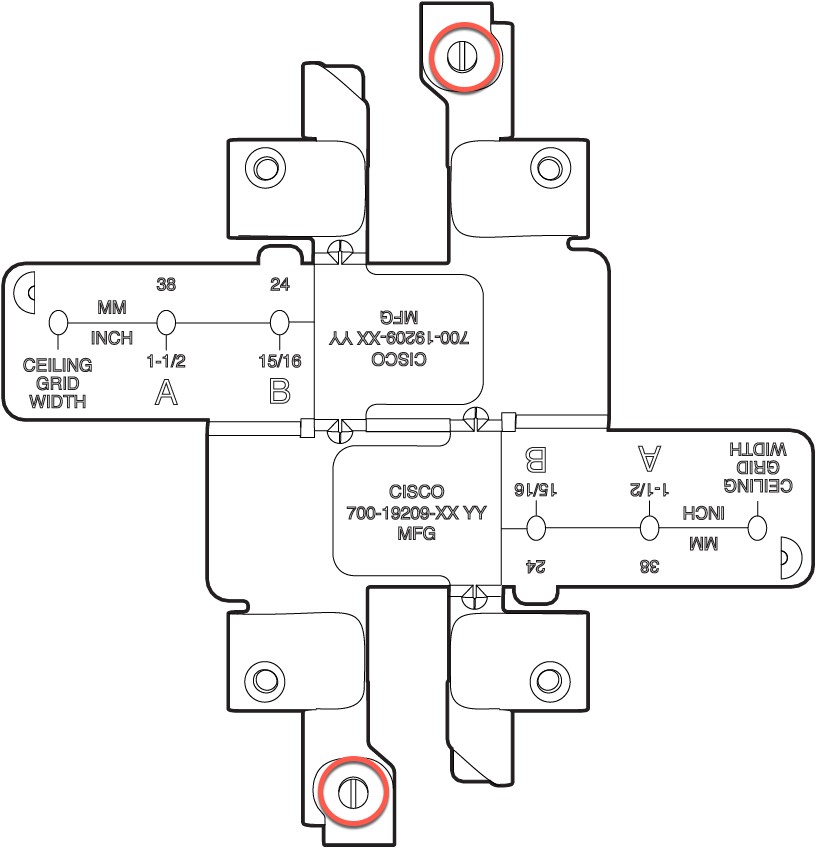 38
24
MM
INCH
1-1/2
15/16
CEILING
GRID
WIDTH
A
B
CISCO
700-19209-XX YY
MFG
CISCO
700-19209-XX YY
MFG
CEILING
GRID
WIDTH
A
B
1-1/2
15/16
INCH
MM
38
24